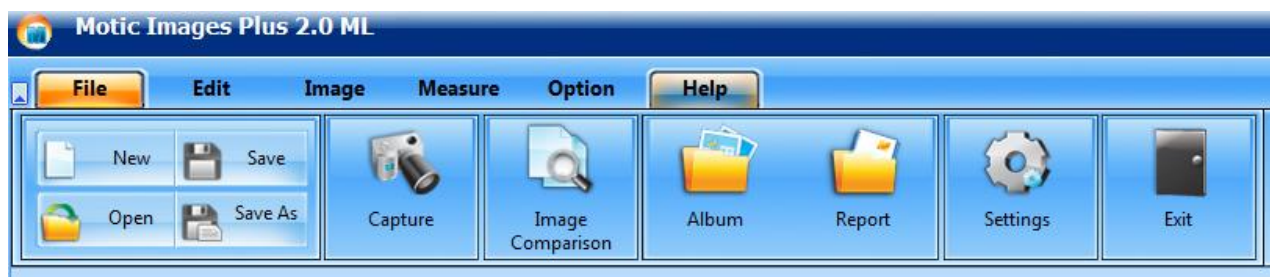 Motic Images Plus 2.0 ML
File Edit Image Measure Option Help
New Save
Open Save As
Capture
Image
Comparison
Album
Report
Settings
Exit